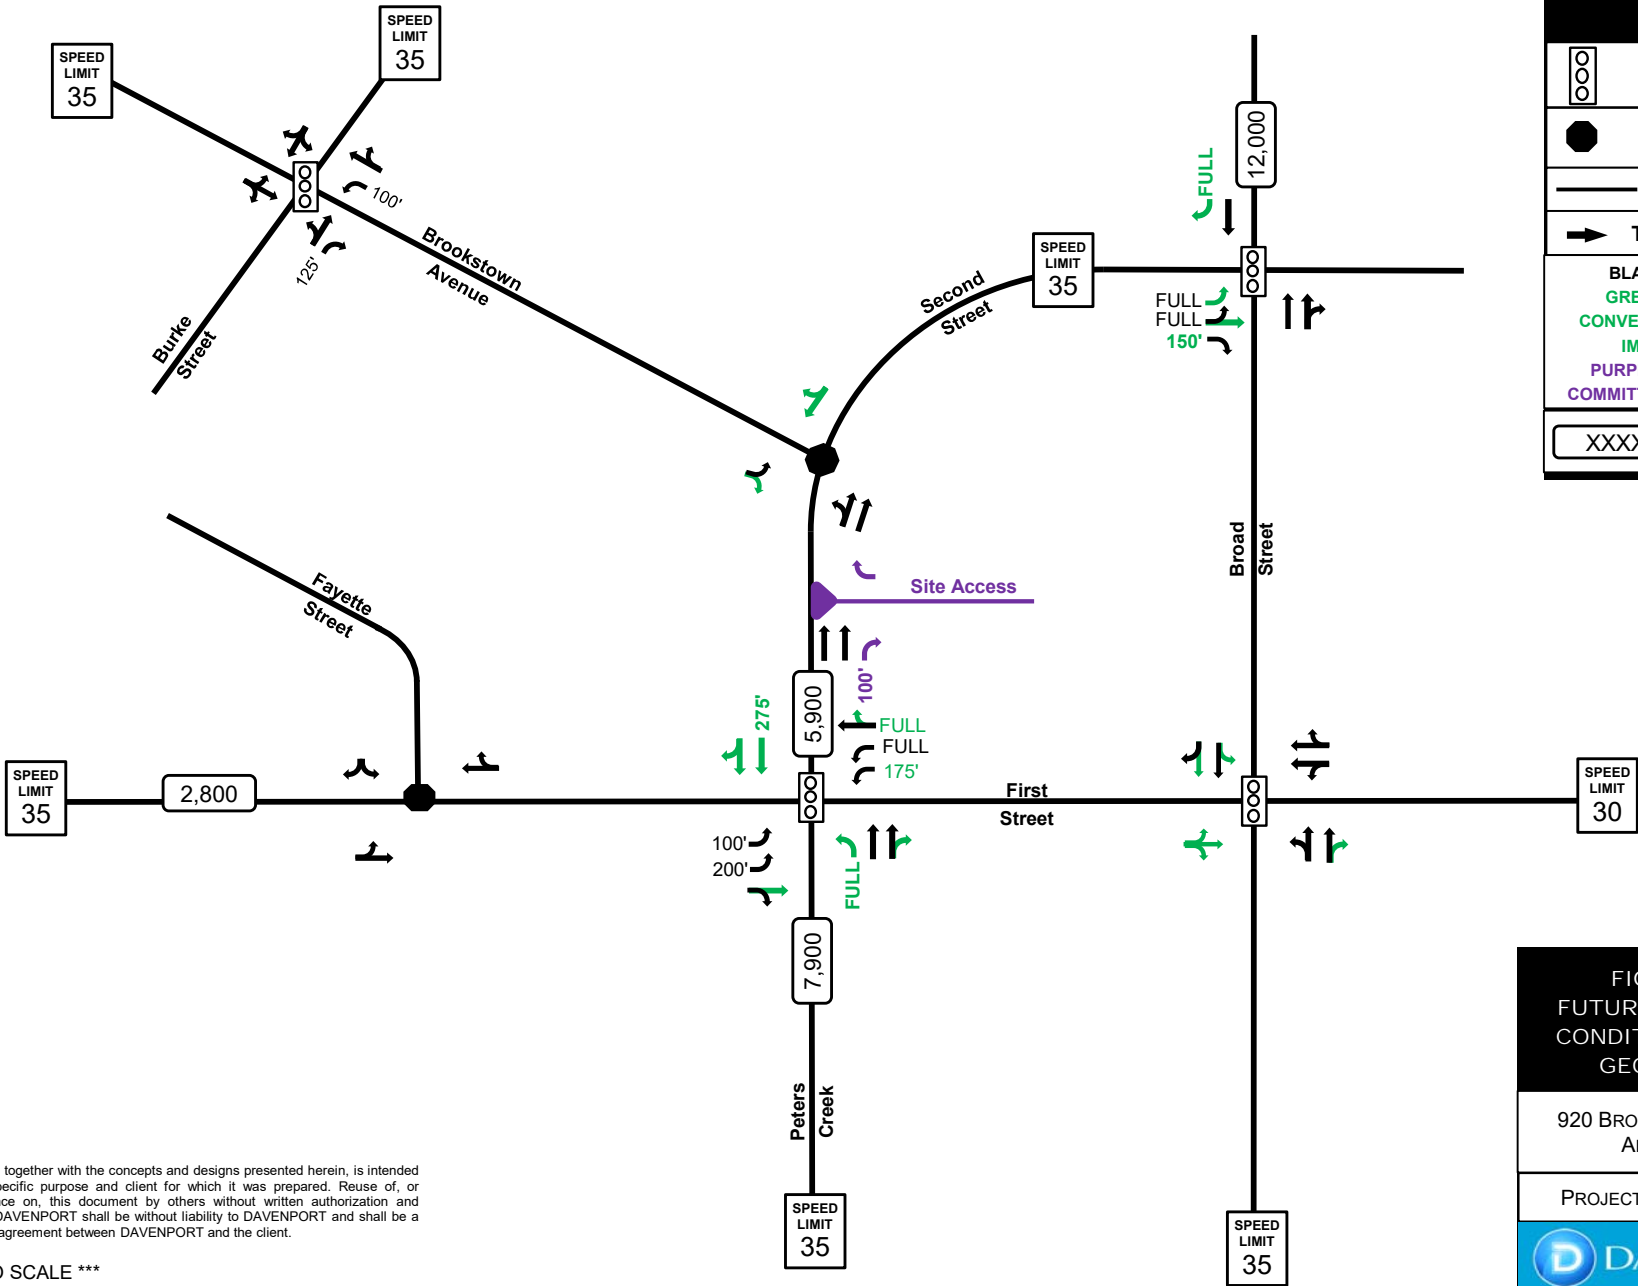 SPEED
LIMIT
35
SPEED
LIMIT
35
100'
125'
Brookstown
Avenue
Burke
Street
Second
Street
SPEED
LIMIT
35
12,000
FULL
FULL
FULL
150'
Broad
Street
Site Access
100'
5,900
275'
FULL
FULL
175'
Fayette
Street
SPEED
LIMIT
35
2,800
First
Street
SPEED
LIMIT
30
100'
200'
FULL
7,900
Peters
Creek
SPEED
LIMIT
35
SPEED
LIMIT
35
together with the concepts and designs presented herein, is intended
purpose and client for which it was prepared. Reuse of, or
on, this document by others without written authorization and
DAVENPORT shall be without liability to DAVENPORT and shall be a
agreement between DAVENPORT and the client.
SCALE ***
920
D